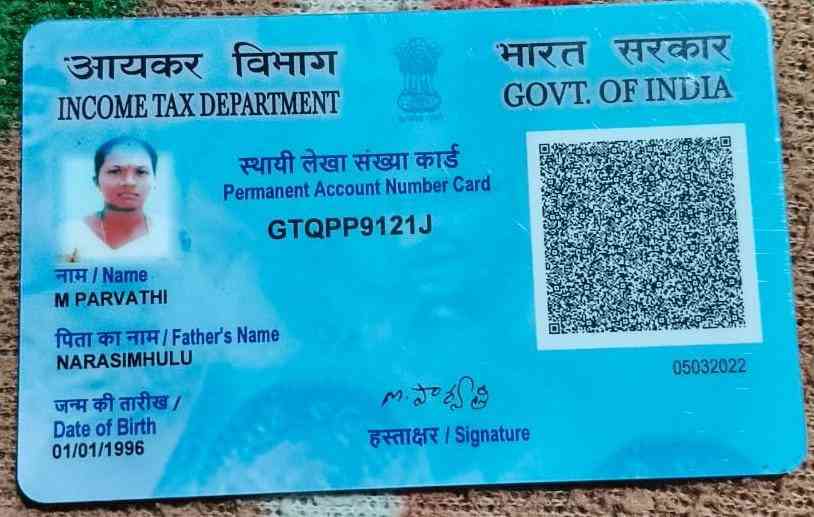 आयकर विभाग
INCOME TAX DEPARTMENT
भारत सरकार
GOVT. OF INDIA
स्थायी लेखा संख्या कार्ड
Permanent Account Number Card
GTQPP9121J
नाम / Name
M PARVATHI
पिता का नाम / Father's Name
NARASIMHULU
जन्म की तारीख /
Date of Birth
01/01/1996
हस्ताक्षर / Signature
05032022